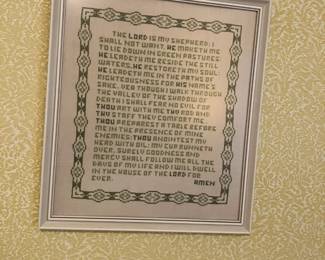 THE LORD IS MY SHEPHERD; I
SHALL NOT WANT. HE MAKETH ME
TO LIE DOWN IN GREEN PASTURES:
HE LEADETH ME BESIDE THE STILL
WATERS. HE RESTORETH MY SOUL:
HE LEADETH ME IN THE PATHS OF
RIGHTEOUSNESS FOR HIS NAME'S
SAKE. YEA THOUGH I WALK THROUGH
THE VALLEY OF THE SHADOW OF
DEATH I SHALL FEAR NO EVIL FOR
THOU ART WITH ME THY ROD AND
THY STAFF THEY COMFORT ME.
THOU PREPAREST A TABLE BEFORE
ME IN THE PRESENCE OF MINE
ENEMIES: THOU ANOINTEST MY
HEAD WITH OIL: MY CUP RUNNETH
OVER. SURELY GOODNESS AND
MERCY SHALL FOLLOW ME ALL THE
DAYS OF MY LIFE AND I WILL DWELL
IN THE HOUSE OF THE LORD FOR
EVER. AMEN